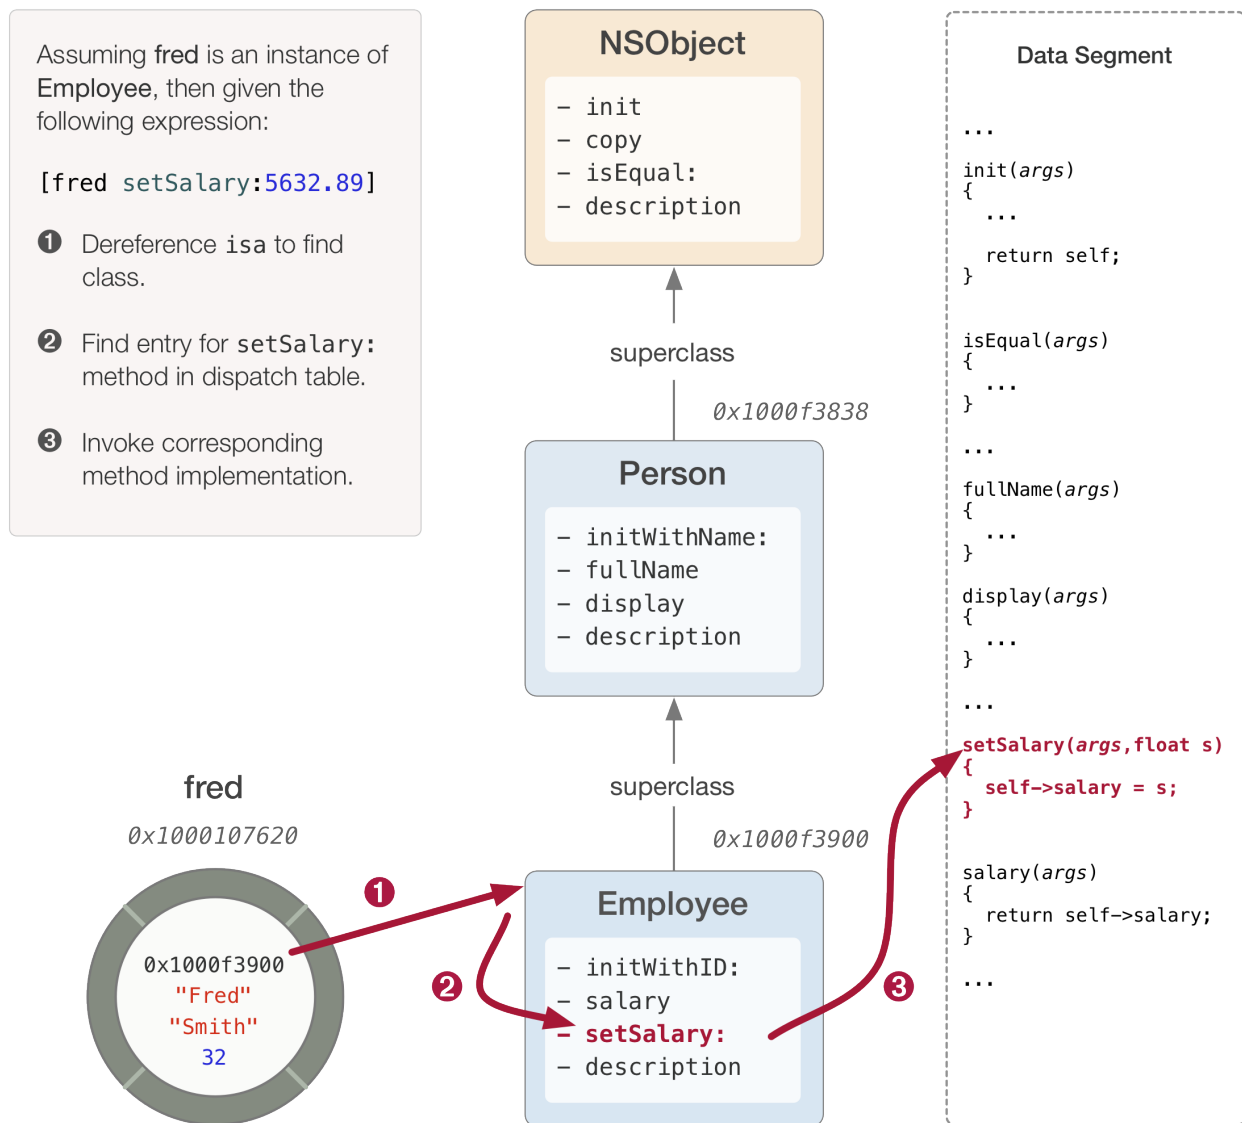 Assuming fred is an instance of
Employee, then given the
following expression:
[fred setSalary:5632.89]
❶ Dereference isa to find
class.
❷ Find entry for setSalary:
method in dispatch table.
❸ Invoke corresponding
method implementation.
NSObject
– init
– copy
– isEqual:
– description
superclass
0x1000f3838
Person
– initWithName:
– fullName
– display
– description
superclass
0x1000f3900
Employee
– initWithID:
– salary
– setSalary:
– description
fred
0x1000107620
0x1000f3900
"Fred"
"Smith"
32
❶
❷
❸
Data Segment
...
init(args)
{
...
return self;
}
isEqual(args)
{
...
}
...
fullName(args)
{
...
}
display(args)
{
...
}
...
setSalary(args,float s)
{
self->salary = s;
}
salary(args)
{
return self->salary;
}
...